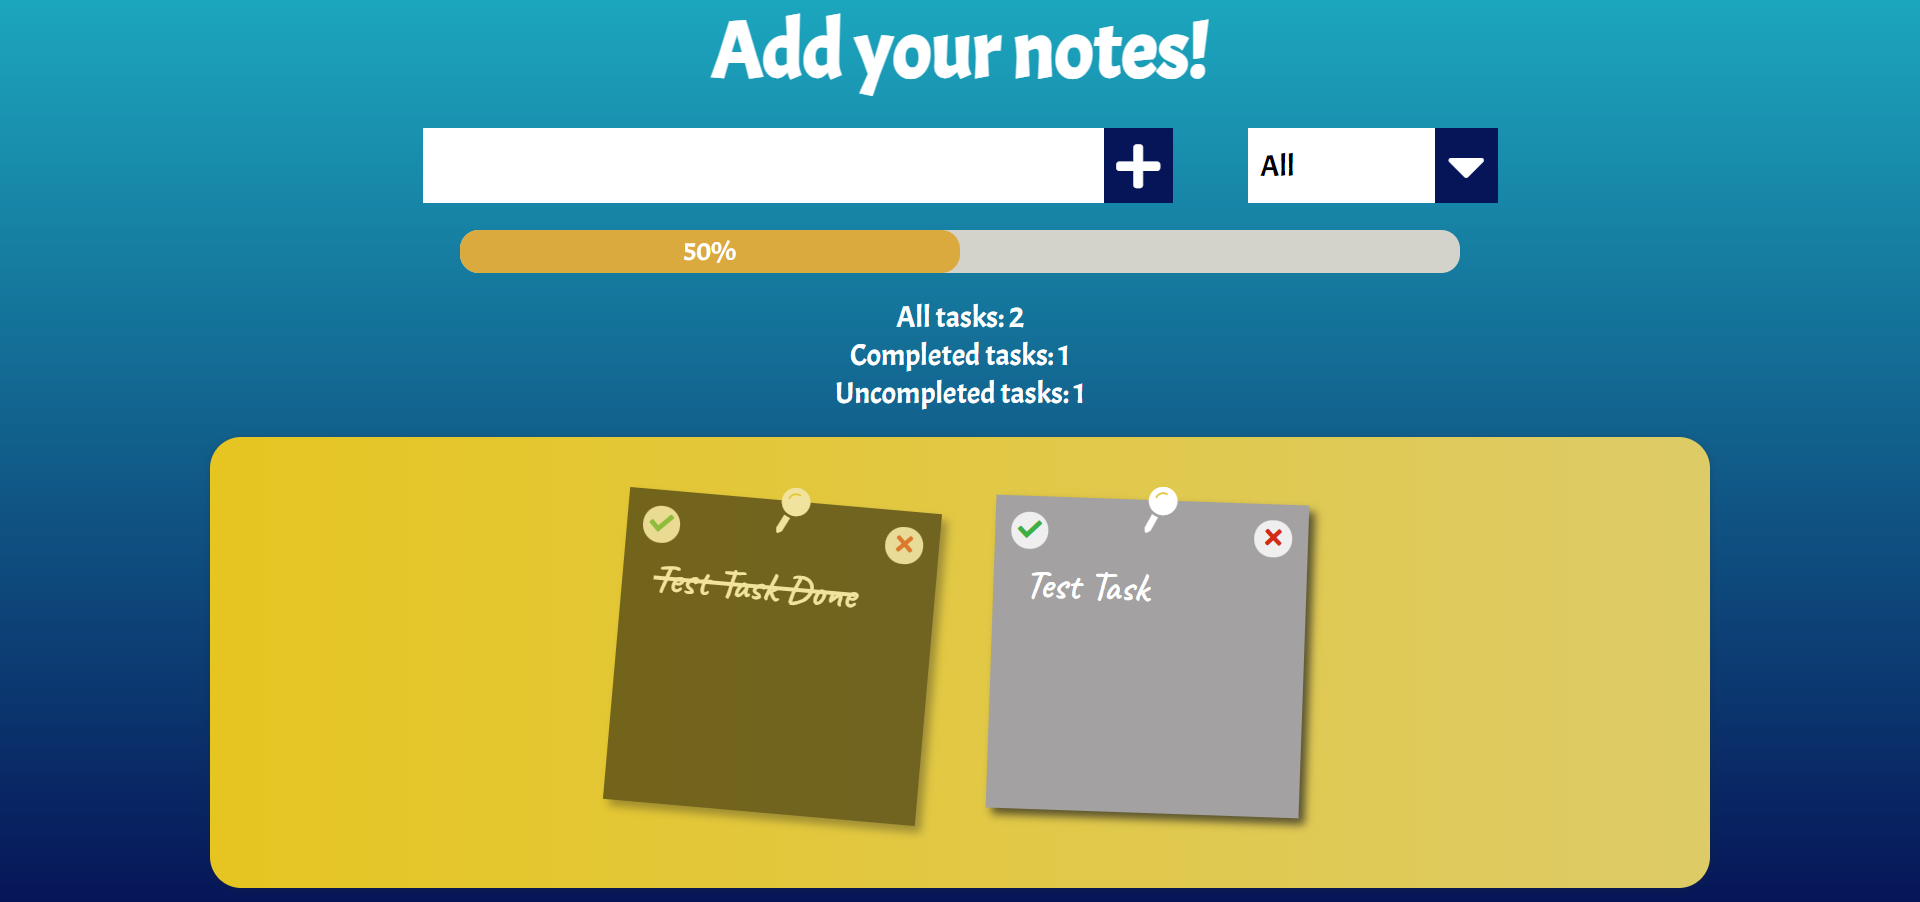 Add your notes!
All
50%
All tasks: 2
Completed tasks: 1
Uncompleted tasks: 1
Test Task Done
Test Task